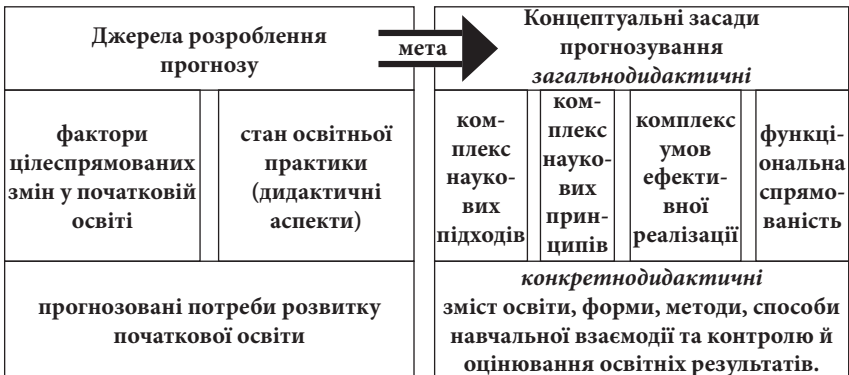 Джерела розроблення
прогнозу
мета
Концептуальні засади
прогнозування
загальнодидактичні
фактори
цілеспрямованих
змін у початковій
освіті
стан освітньої
практики
(дидактичні
аспекти)
ком-
плекс
науко-
вих
підходів
ком-
плекс
науко-
вих
прин-
ципів
комплекс
умов
ефекти-
вної
реалізації
функці-
ональна
спрямо-
ваність
прогнозовані потреби розвитку
початкової освіти
конкретнодидактичні
зміст освіти, форми, методи, способи
навчальної взаємодії та контролю й
оцінювання освітніх результатів.